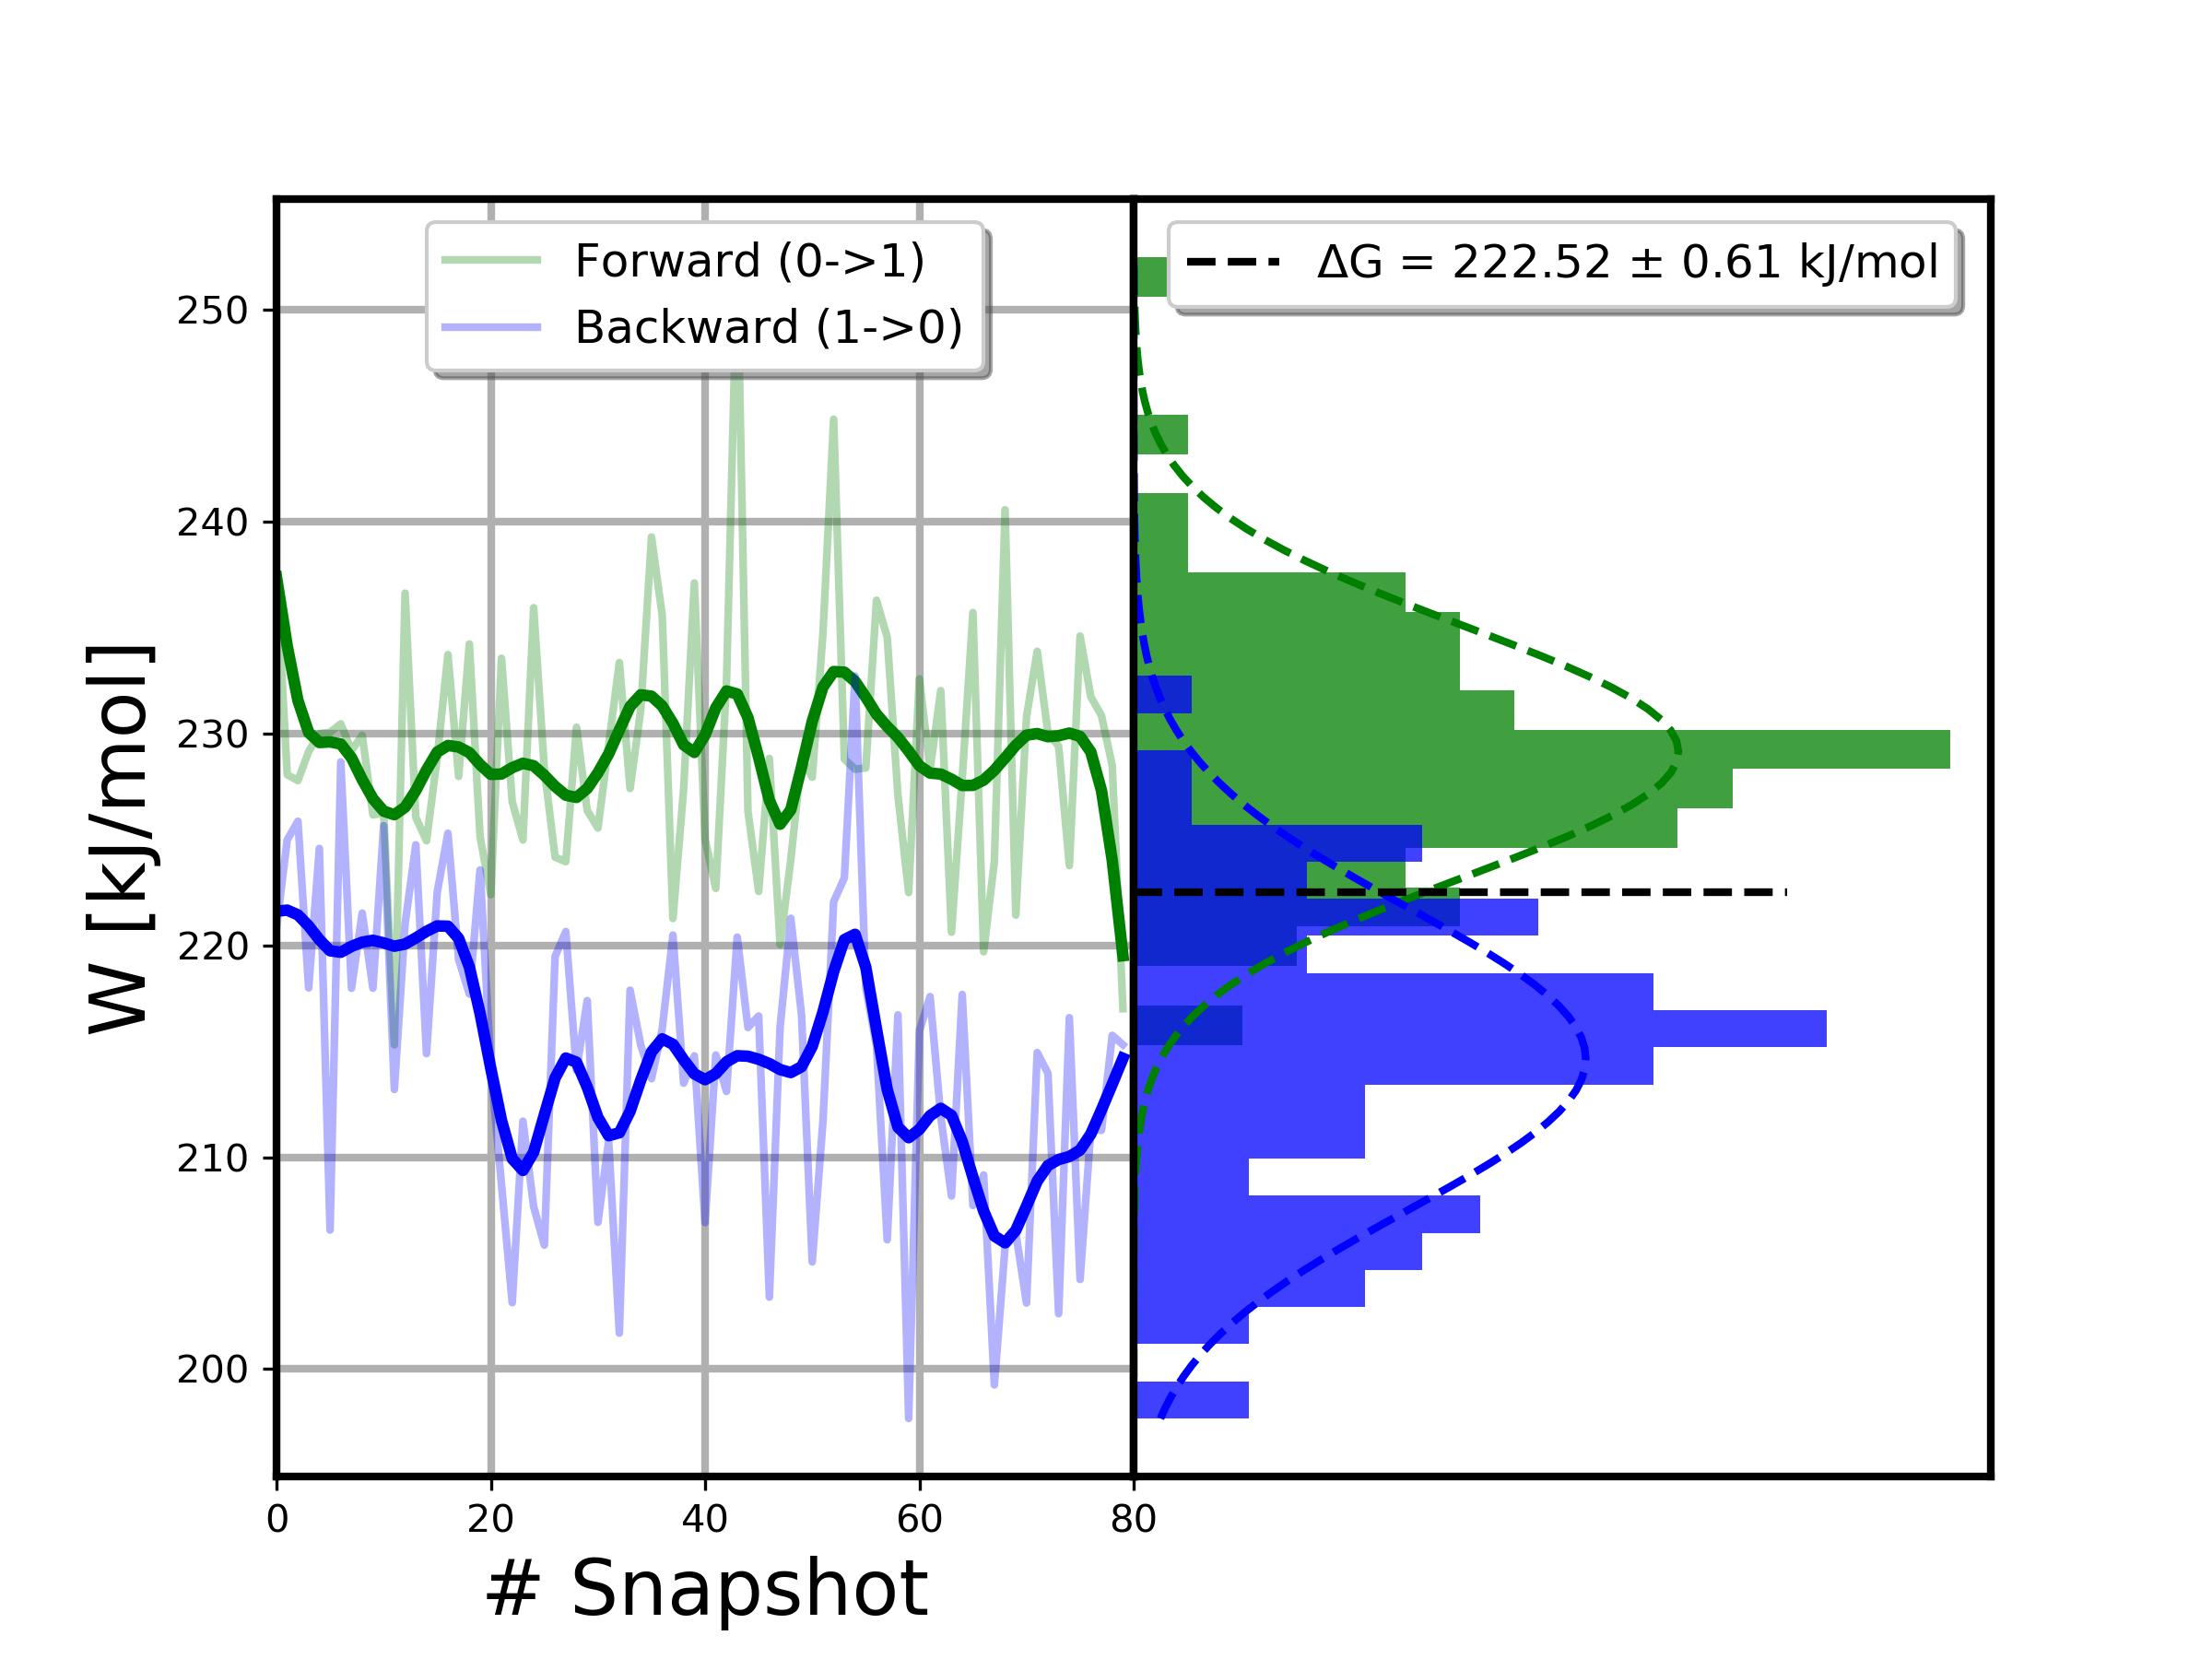 Forward (0->1)
Backward (1->0)
ΔG = 222.52 ± 0.61 kJ/mol
250
240
230
220
210
200
W [kJ/mol]
0
20
40
60
80
# Snapshot